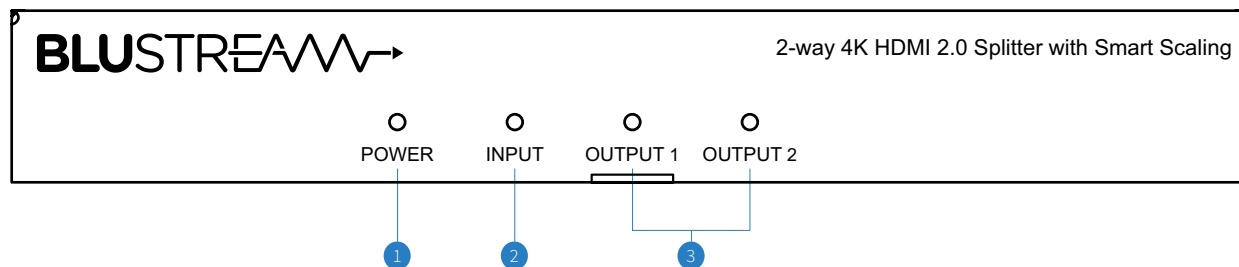 BLUSTREAM
2-way 4K HDMI 2.0 Splitter with Smart Scaling
POWER INPUT OUTPUT 1 OUTPUT 2
1 2 3